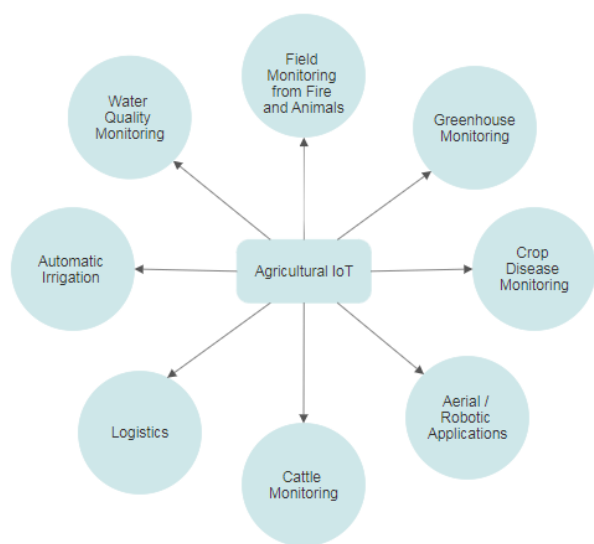 Field
Monitoring
from Fire
and Animals
Water
Quality
Monitoring
Greenhouse
Monitoring
Automatic
Irrigation
Agricultural IoT
Crop
Disease
Monitoring
Logistics
Aerial /
Robotic
Applications
Cattle
Monitoring